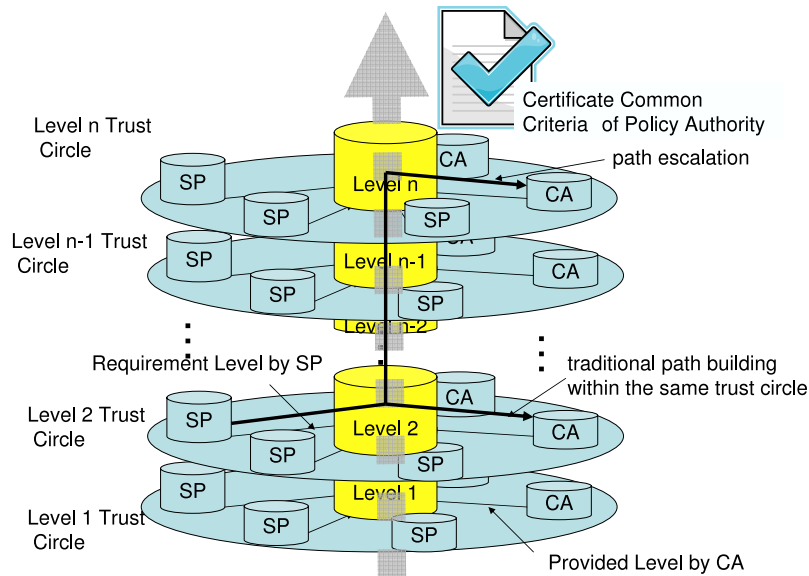 Certificate Common
Criteria of Policy Authority
Level n Trust
Circle
path escalation
CA
SP
Level n
CA
SP
SP
Level n-1 Trust
Circle
SP
CA
Level n-1
CA
SP
SP
Level n-2
Requirement Level by SP
traditional path building
within the same trust circle
SP
CA
Level 2 Trust
Circle
Level 2
CA
SP
SP
SP
Level 1
CA
Level 1 Trust
Circle
SP
SP
Provided Level by CA